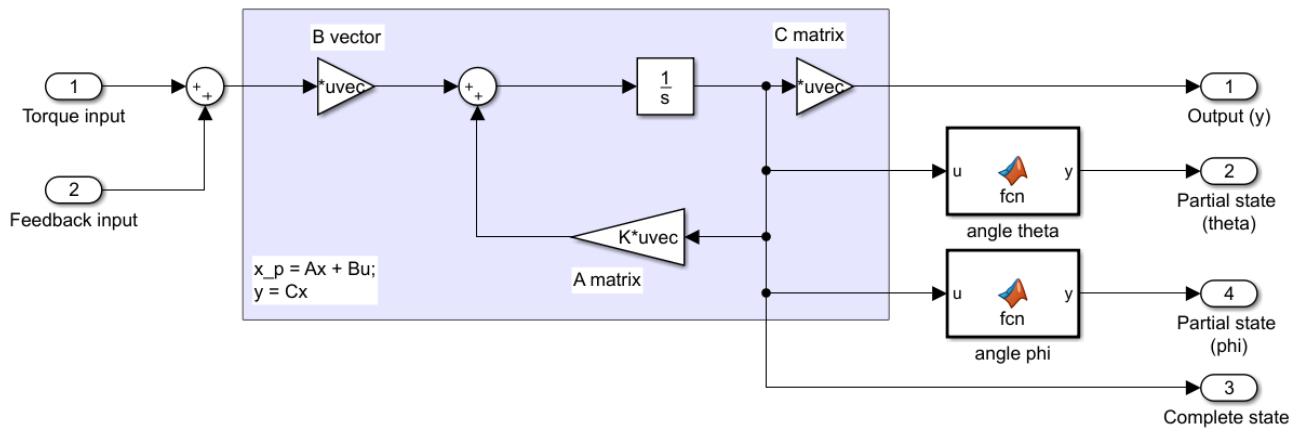 B vector
C matrix
1
Torque input
+
+
*uvec
+
+
1
s
*uvec
1
Output (y)
2
Feedback input
u
y
fcn
angle theta
2
Partial state
(theta)
K*uvec
A matrix
x_p = Ax + Bu;
y = Cx
u
y
fcn
angle phi
4
Partial state
(phi)
3
Complete state